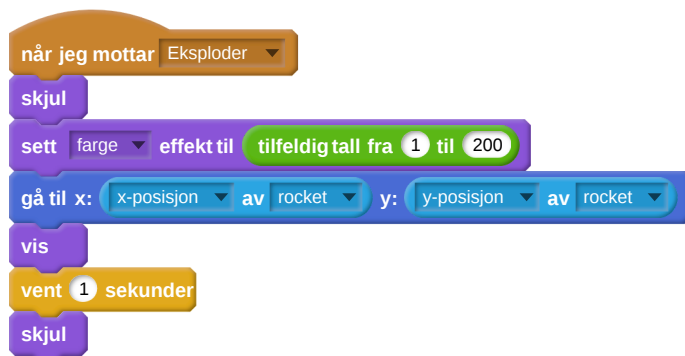 når jeg mottar Eksploder
skjul
sett farge effekt til tilfeldig tall fra 1 til 200
gå til x: x-posisjon av rocket y: y-posisjon av rocket
vis
vent 1 sekunder
skjul